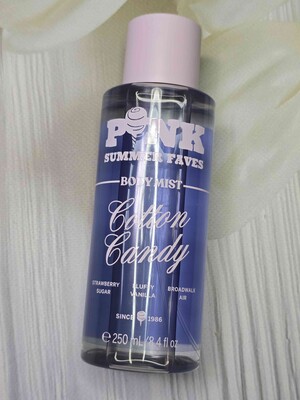 PINK
SUMMER FAVES
BODY MIST
Cotton
Candy
STRAWBERRY
SUGAR
FLUFFY
VANILLA
BROADWALK
AIR
SINCE 1986
℮ 250 mL/8.4 fl oz